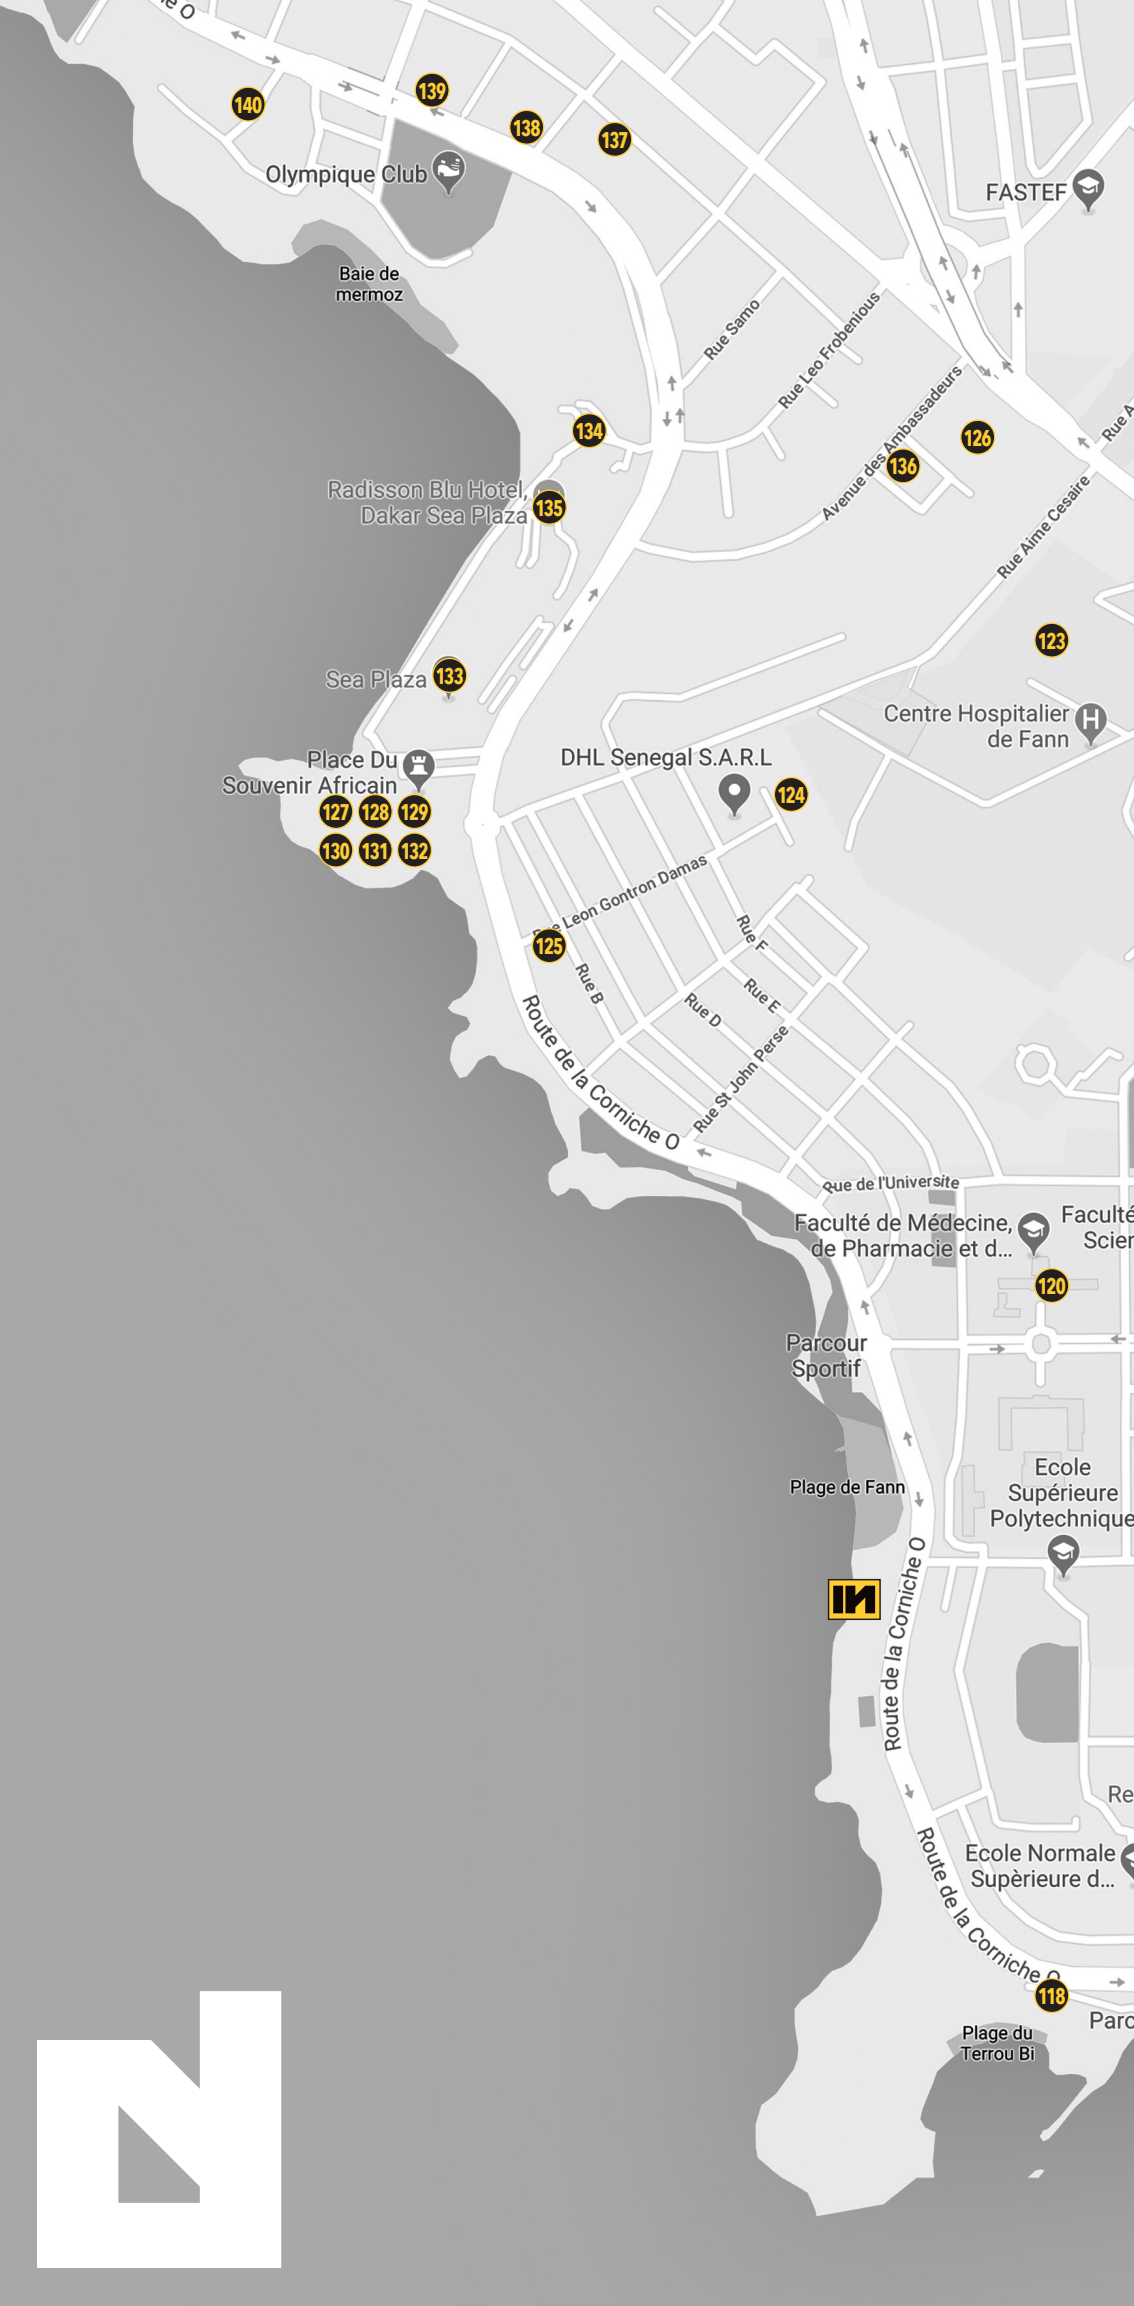 139
140
138
137
Olympique Club
FASTEF
Baie de
mermoz
Rue Samo
Rue Leo Frobenious
134
Avenue des Ambassadeurs
126
136
Radisson Blu Hotel,
Dakar Sea Plaza
135
Rue Aime Cesaire
123
Sea Plaza
133
Centre Hospitalier
de Fann
H
Place Du
Souvenir Africain
DHL Senegal S.A.R.L
124
127 128 129
130 131 132
Leon Gontron Damas
125
Rue B
Rue F
Rue E
Rue D
Rue St John Perse
Route de la Corniche O
Rue de l'Universite
Faculté de Médecine,
de Pharmacie et d...
Faculté
120
Parcour
Sportif
Plage de Fann
Ecole
Supérieure
Polytechnique
IN
Route de la Corniche O
Ecole Normale
Supèrieure d...
Route de la Corniche O
118
Plage du
Terrou Bi